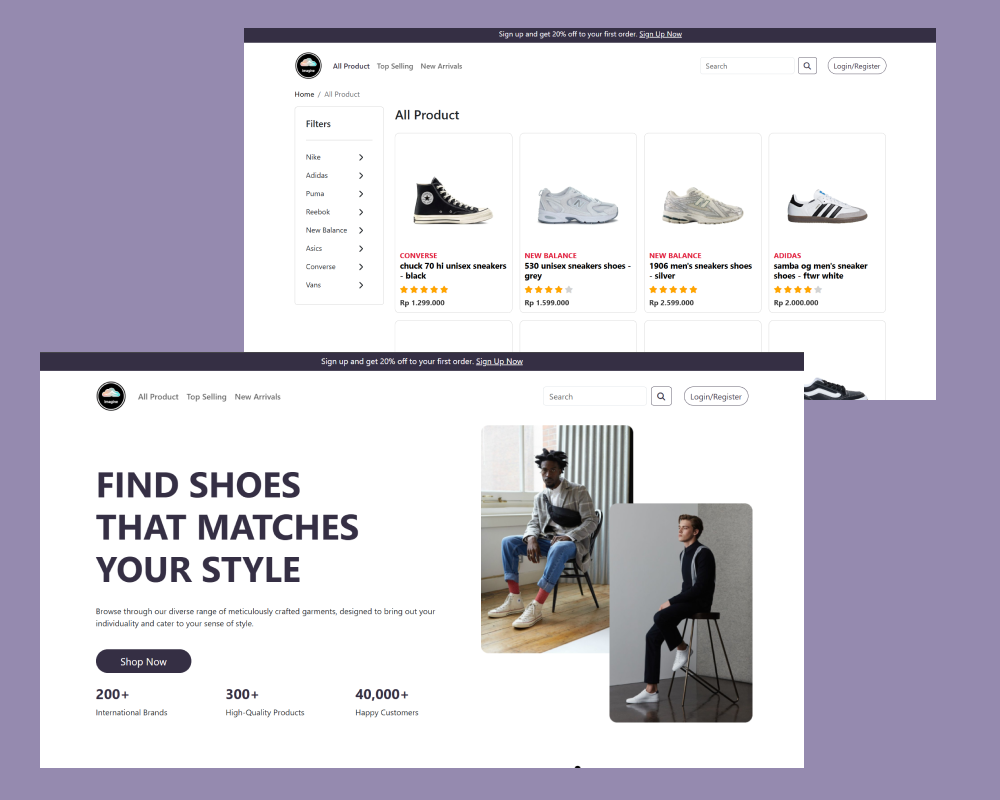 Sign up and get 20% off to your first order. Sign Up Now
imagine
All Product Top Selling New Arrivals
Search
Login/Register
Home / All Product
Filters
Nike
Adidas
Puma
Reebok
New Balance
Asics
Converse
Vans
All Product
CONVERSE
chuck 70 hi unisex sneakers
- black
Rp 1.299.000
NEW BALANCE
530 unisex sneakers shoes -
grey
Rp 1.599.000
NEW BALANCE
1906 men's sneakers shoes
- silver
Rp 2.599.000
ADIDAS
samba og men's sneaker
shoes - ftwr white
Rp 2.000.000
Sign up and get 20% off to your first order. Sign Up Now
imagine
All Product Top Selling New Arrivals
Search
Login/Register
FIND SHOES
THAT MATCHES
YOUR STYLE
Browse through our diverse range of meticulously crafted garments, designed to bring out your
individuality and cater to your sense of style.
Shop Now
200+
International Brands
300+
High-Quality Products
40,000+
Happy Customers